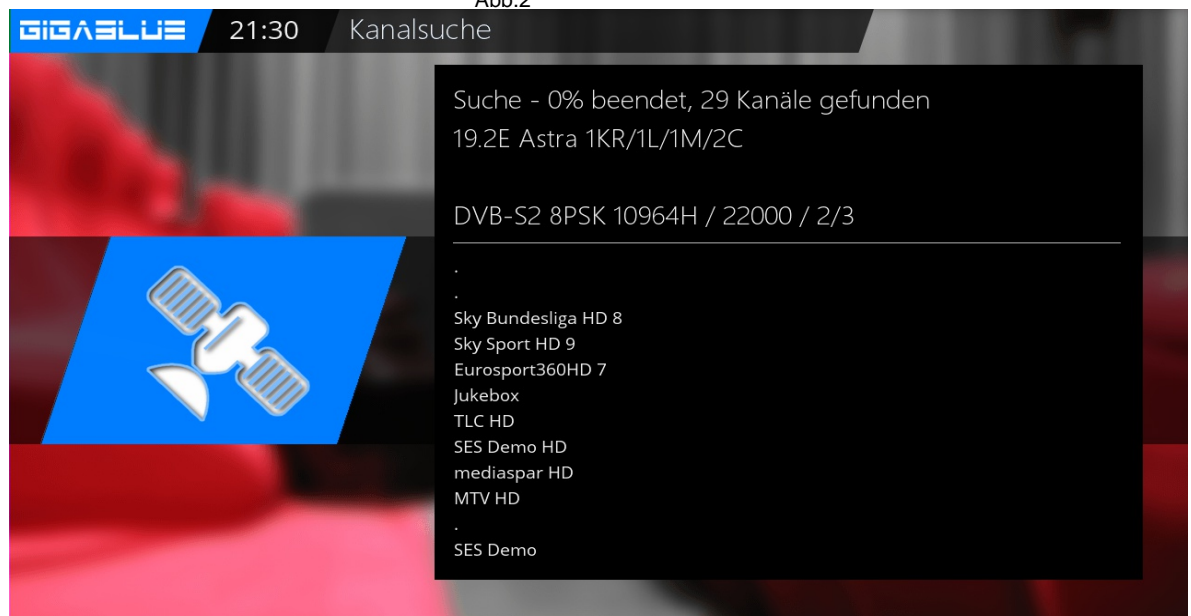 Abb.2
GIGABLUE 21:30 Kanalsuche
Suche - 0% beendet, 29 Kanäle gefunden
19.2E Astra 1KR/1L/1M/2C
DVB-S2 8PSK 10964H / 22000 / 2/3
.
.
Sky Bundesliga HD 8
Sky Sport HD 9
Eurosport360HD 7
Jukebox
TLC HD
SES Demo HD
mediaspar HD
MTV HD
.
SES Demo